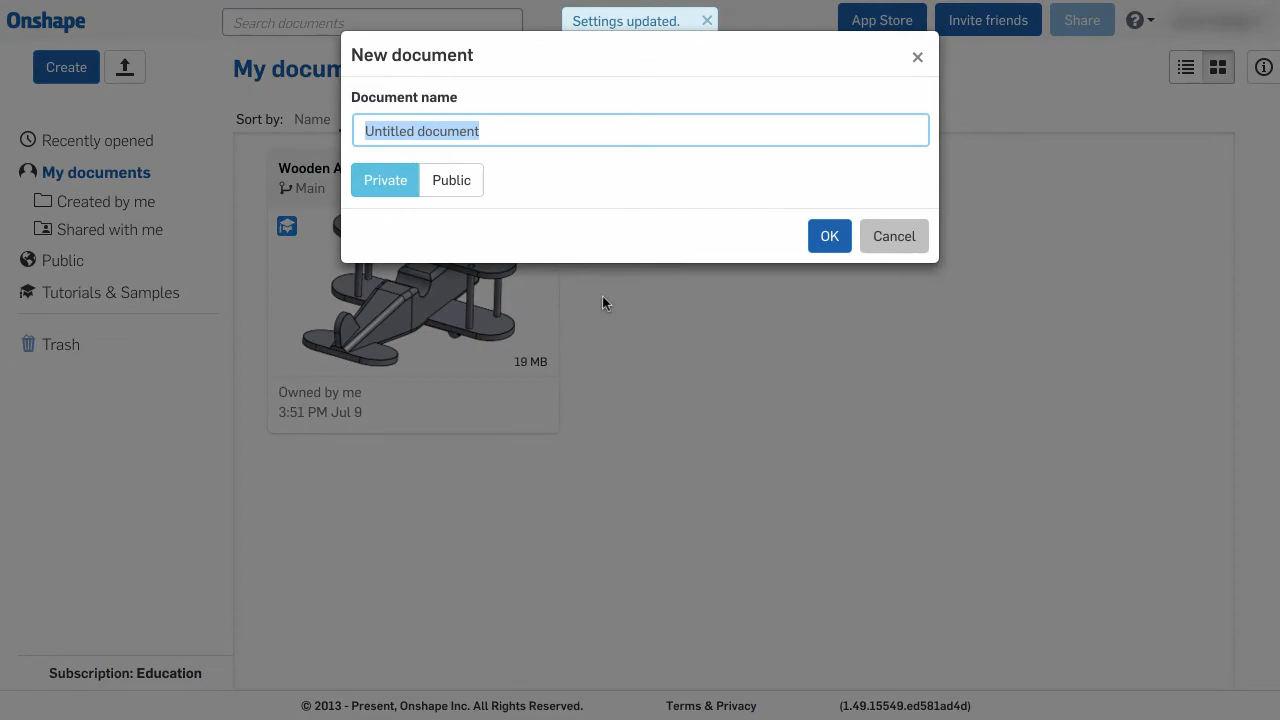 Onshape
Search documents
Settings updated.
App Store
Invite friends
Share
New document
Document name
Untitled document
Private
Public
OK
Cancel
Create
My docum
Sort by: Name
Recently opened
My documents
Created by me
Shared with me
Public
Tutorials & Samples
Trash
Wooden A
Main
19 MB
Owned by me
3:51 PM Jul 9
Subscription: Education
© 2013 - Present, Onshape Inc. All Rights Reserved.
Terms & Privacy
(1.49.15549.ed581ad4d)